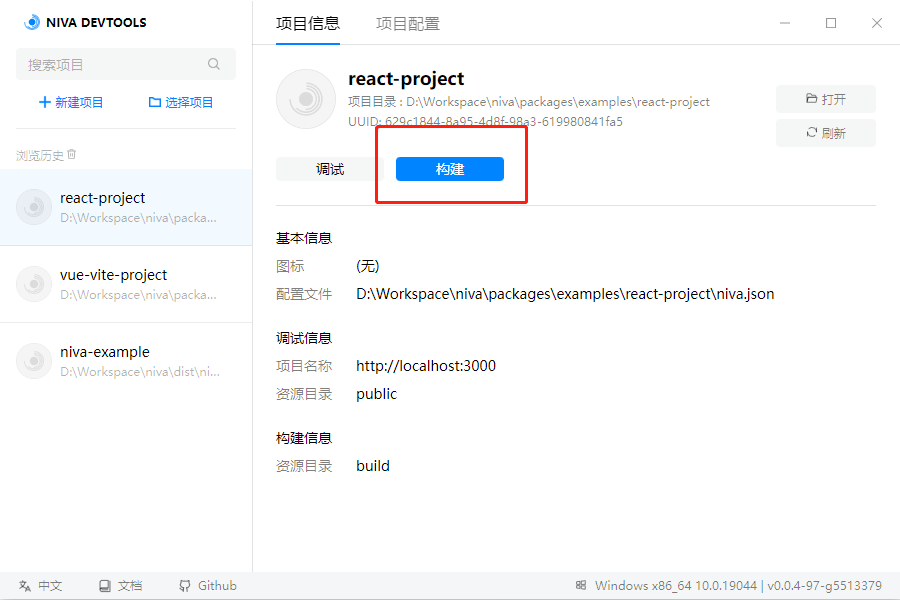 NIVA DEVTOOLS
搜索项目
新建项目
选择项目
浏览历史
react-project
D:\Workspace\niva\packa...
vue-vite-project
D:\Workspace\niva\packa...
niva-example
D:\Workspace\niva\dist\ni...
中文
文档
Github
项目信息
项目配置
react-project
项目目录 : D:\Workspace\niva\packages\examples\react-project
UUID: 629c1844-8a95-4d8f-98a3-619980841fa5
打开
刷新
调试
构建
基本信息
图标 (无)
配置文件 D:\Workspace\niva\packages\examples\react-project\niva.json
调试信息
项目名称 http://localhost:3000
资源目录 public
构建信息
资源目录 build
Windows x86_64 10.0.19044 | v0.0.4-97-g5513379